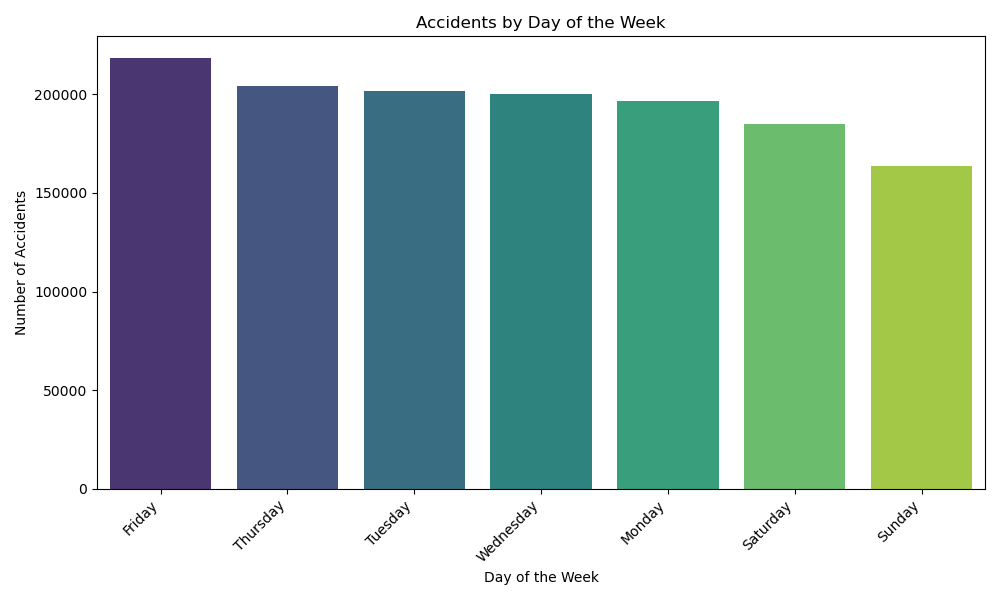 Accidents by Day of the Week
Number of Accidents
200000
150000
100000
50000
0
Friday
Thursday
Tuesday
Wednesday
Monday
Saturday
Sunday
Day of the Week